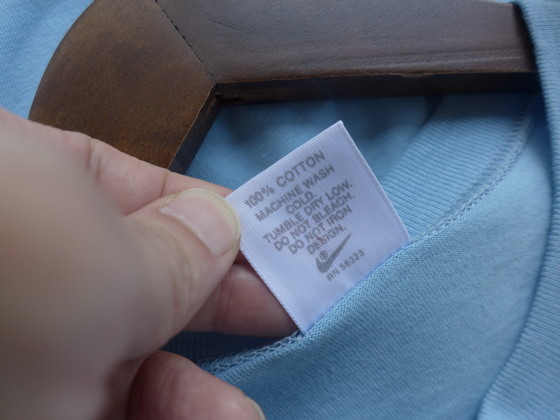 100% COTTON
MACHINE WASH
COLD.
TUMBLE DRY LOW.
DO NOT BLEACH.
DO NOT IRON
DESIGN.
®
RN 56323